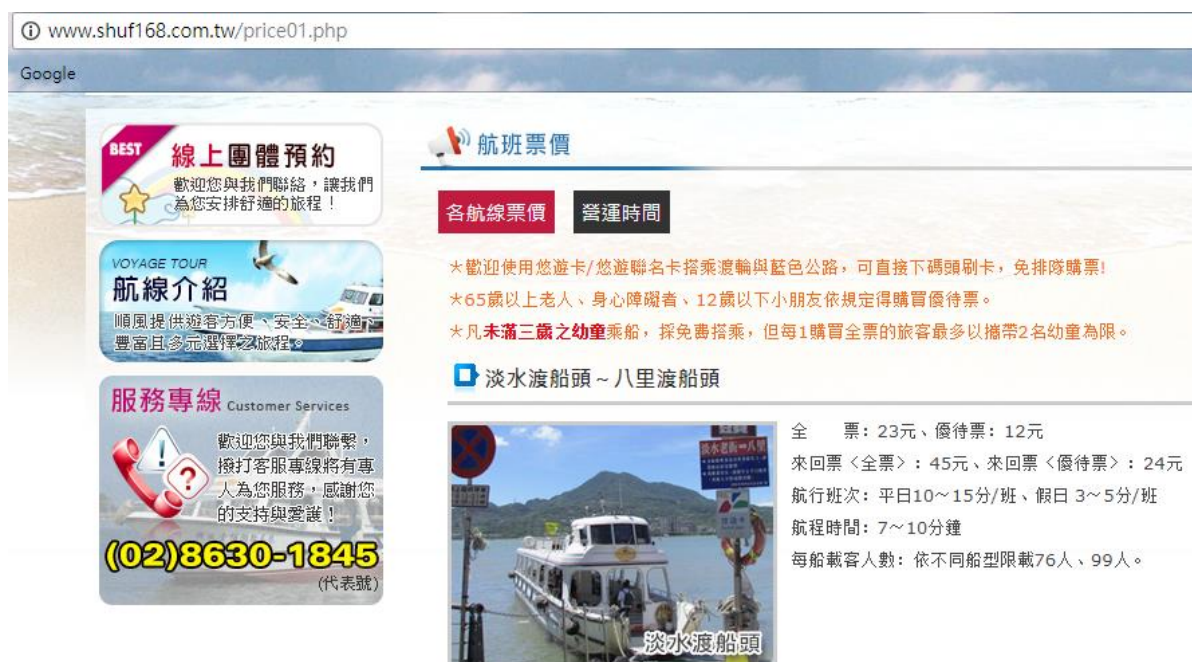 www.shuf168.com.tw/price01.php
Google
BEST
線上團體預約
歡迎您與我們聯絡，讓我們
為您安排舒適的旅程！
VOYAGE TOUR
航線介紹
順風提供遊客方便、安全、舒適、
豐富且多元選擇之旅程。
服務專線 Customer Services
歡迎您與我們聯繫，
撥打客服專線將有專
人為您服務，感謝您
的支持與愛護！
(02)8630-1845
(代表號)
航班票價
各航線票價 營運時間
＊歡迎使用悠遊卡/悠遊聯名卡搭乘渡輪與藍色公路，可直接下碼頭刷卡，免排隊購票!
＊65歲以上老人、身心障礙者、12歲以下小朋友依規定得購買優待票。
＊凡未滿三歲之幼童乘船，採免費搭乘，但每1購買全票的旅客最多以攜帶2名幼童為限。
淡水渡船頭～八里渡船頭
淡水老街━八里
淡水渡船頭
全　　票：23元、優待票：12元
來回票〈全票〉：45元、來回票〈優待票〉：24元
航行班次：平日10～15分/班、假日 3～5分/班
航程時間：7～10分鐘
每船載客人數：依不同船型限載76人、99人。